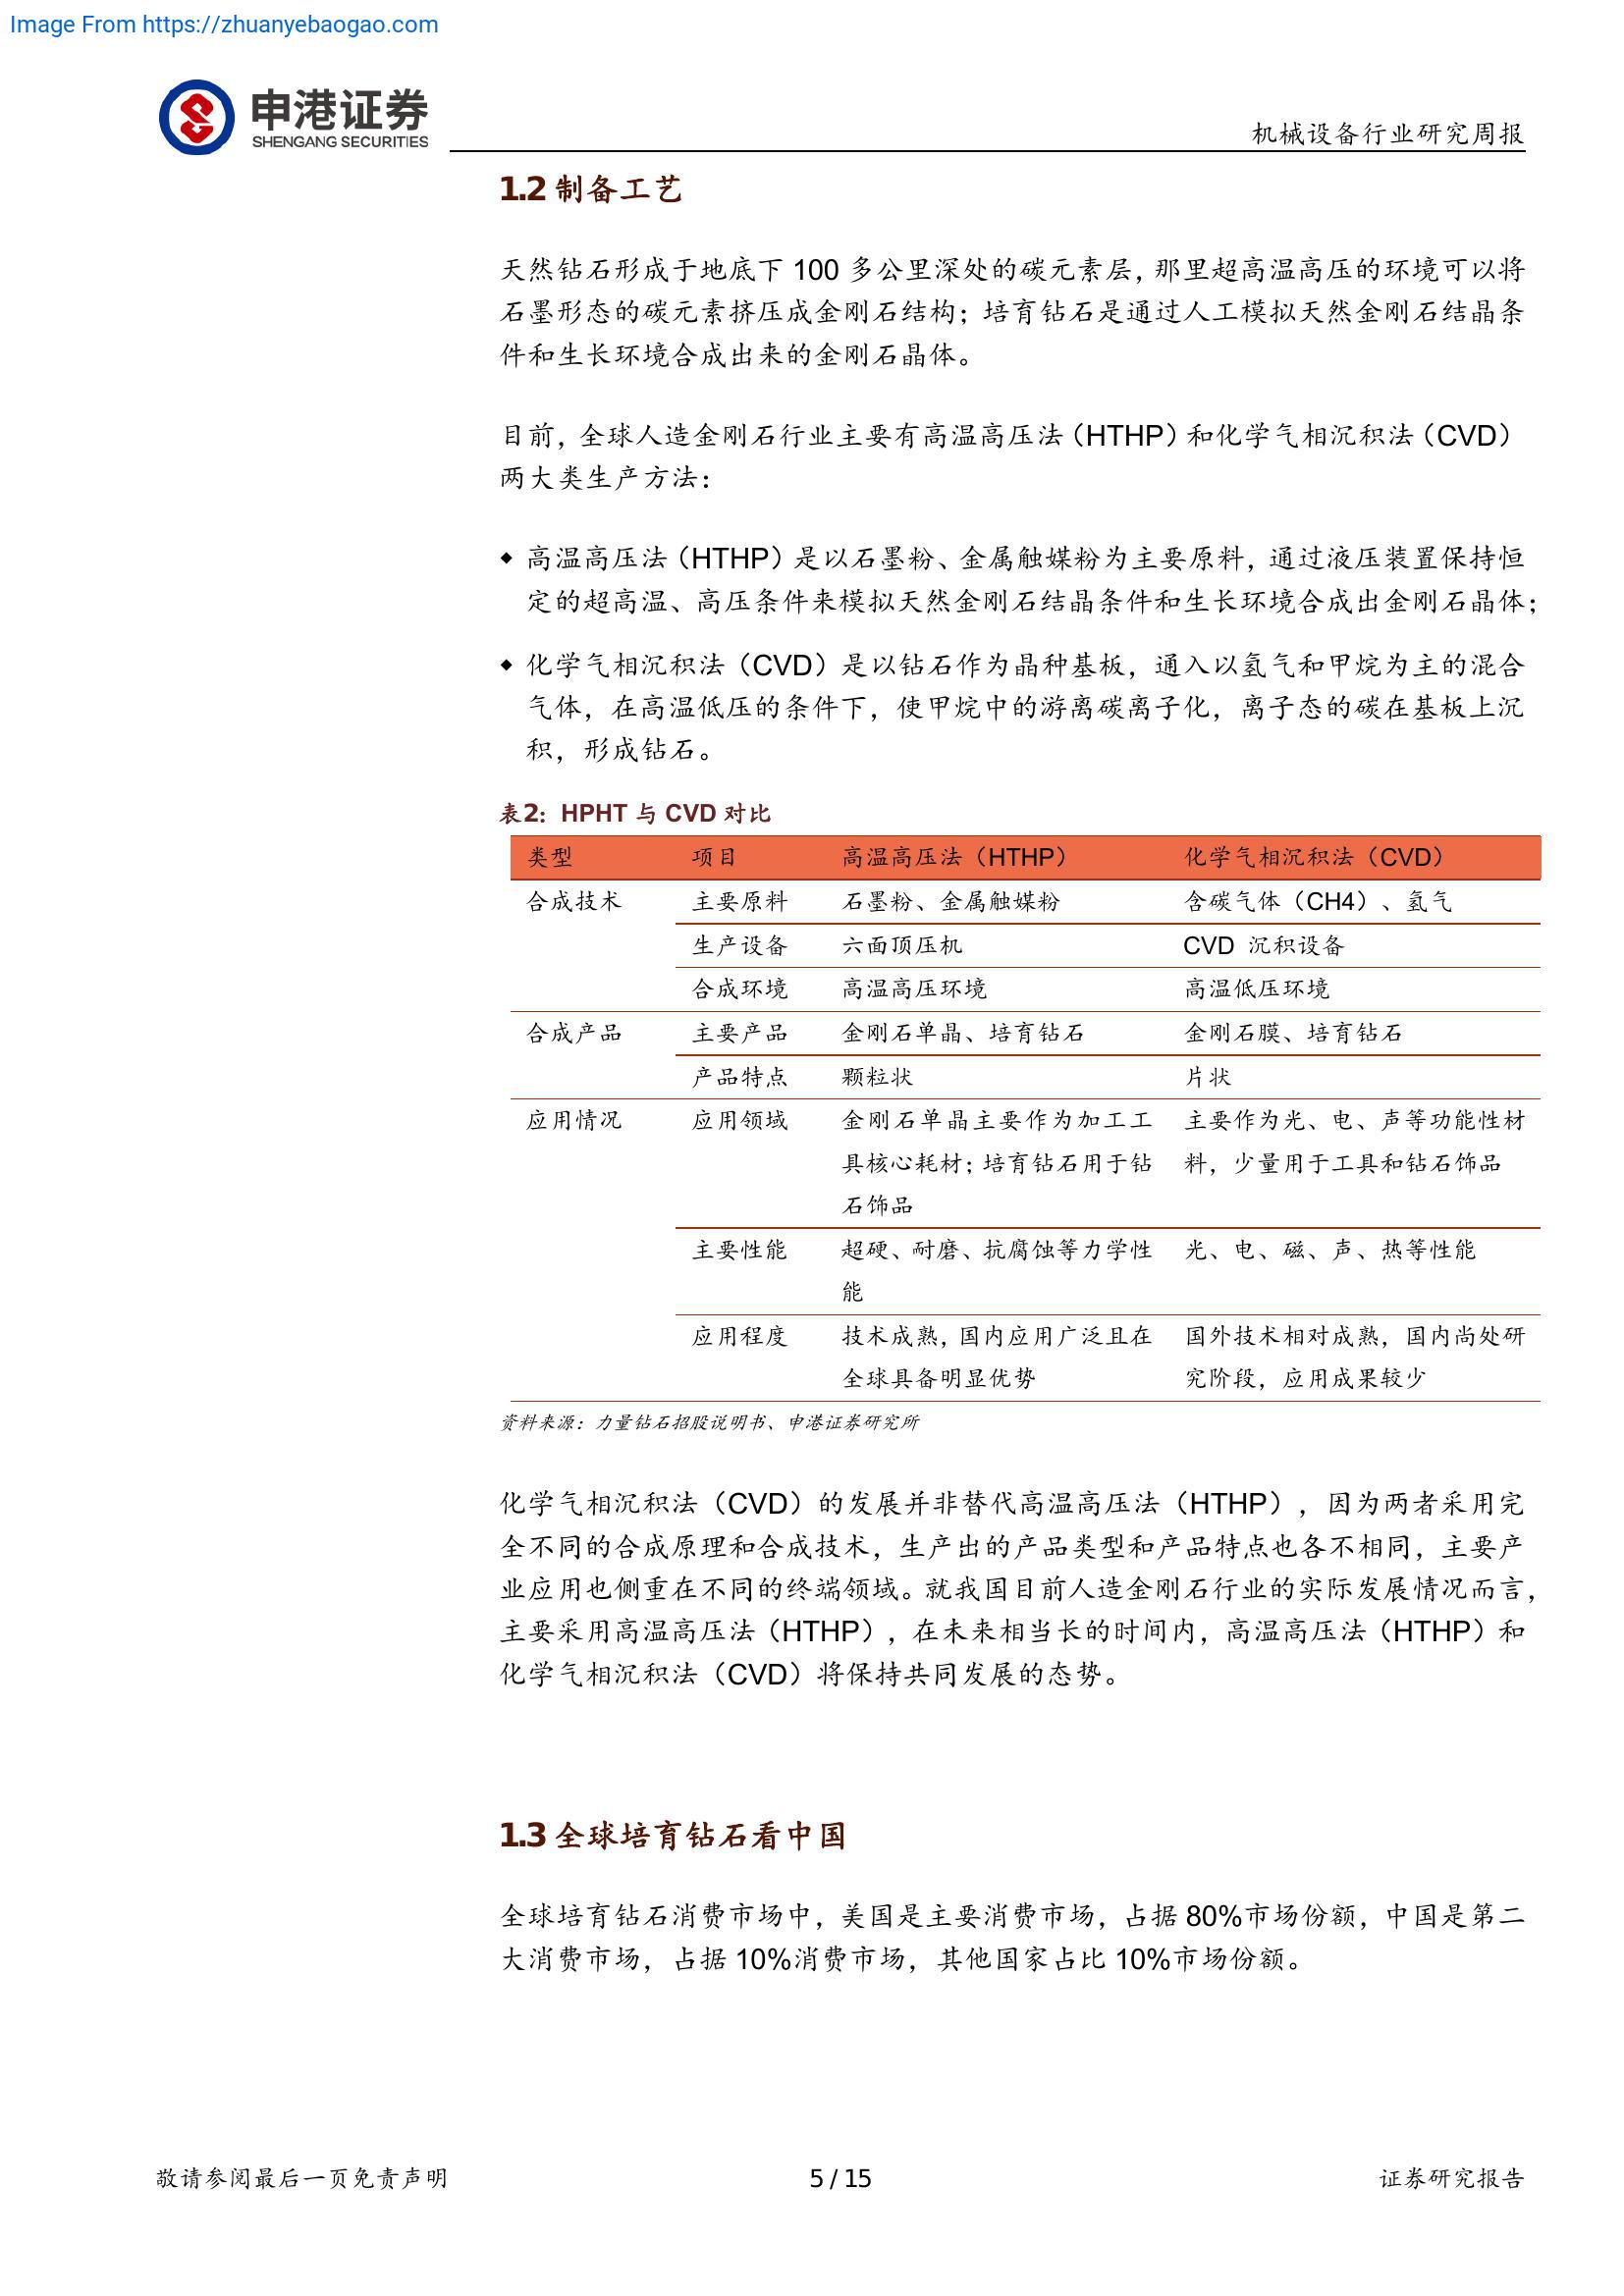 Image From https://zhuanyebaogao.com
申港证券
SHENGANG SECURITIES
机械设备行业研究周报
1.2 制备工艺
天然钻石形成于地底下 100 多公里深处的碳元素层，那里超高温高压的环境可以将
石墨形态的碳元素挤压成金刚石结构；培育钻石是通过人工模拟天然金刚石结晶条
件和生长环境合成出来的金刚石晶体。
目前，全球人造金刚石行业主要有高温高压法（HTHP）和化学气相沉积法（CVD）
两大类生产方法：
◆ 高温高压法（HTHP）是以石墨粉、金属触媒粉为主要原料，通过液压装置保持恒
定的超高温、高压条件来模拟天然金刚石结晶条件和生长环境合成出金刚石晶体；
◆ 化学气相沉积法（CVD）是以钻石作为晶种基板，通入以氢气和甲烷为主的混合
气体，在高温低压的条件下，使甲烷中的游离碳离子化，离子态的碳在基板上沉
积，形成钻石。
表2：HPHT 与 CVD 对比
类型 项目 高温高压法（HTHP） 化学气相沉积法（CVD）
合成技术 主要原料 石墨粉、金属触媒粉 含碳气体（CH4）、氢气
生产设备 六面顶压机 CVD 沉积设备
合成环境 高温高压环境 高温低压环境
合成产品 主要产品 金刚石单晶、培育钻石 金刚石膜、培育钻石
产品特点 颗粒状 片状
应用情况 应用领域 金刚石单晶主要作为加工工 主要作为光、电、声等功能性材
具核心耗材；培育钻石用于钻 料，少量用于工具和钻石饰品
石饰品
主要性能 超硬、耐磨、抗腐蚀等力学性 光、电、磁、声、热等性能
能
应用程度 技术成熟，国内应用广泛且在 国外技术相对成熟，国内尚处研
全球具备明显优势 究阶段，应用成果较少
资料来源：力量钻石招股说明书、申港证券研究所
化学气相沉积法（CVD）的发展并非替代高温高压法（HTHP），因为两者采用完
全不同的合成原理和合成技术，生产出的产品类型和产品特点也各不相同，主要产
业应用也侧重在不同的终端领域。就我国目前人造金刚石行业的实际发展情况而言，
主要采用高温高压法（HTHP），在未来相当长的时间内，高温高压法（HTHP）和
化学气相沉积法（CVD）将保持共同发展的态势。
1.3 全球培育钻石看中国
全球培育钻石消费市场中，美国是主要消费市场，占据 80%市场份额，中国是第二
大消费市场，占据 10%消费市场，其他国家占比 10%市场份额。
敬请参阅最后一页免责声明 5 / 15 证券研究报告